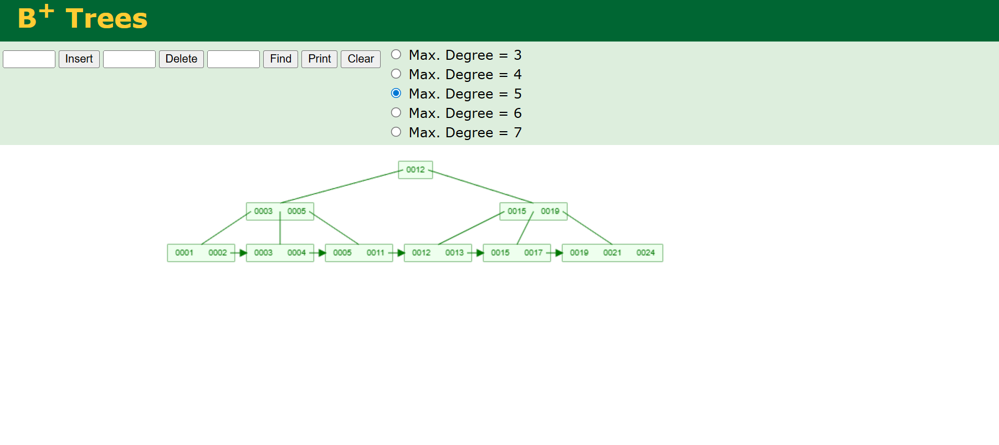 B+ Trees
Insert Delete Find Print Clear
Max. Degree = 3
Max. Degree = 4
Max. Degree = 5
Max. Degree = 6
Max. Degree = 7
0012
0003 0005 0015 0019
0001 0002 0003 0004 0005 0011 0012 0013 0015 0017 0019 0021 0024